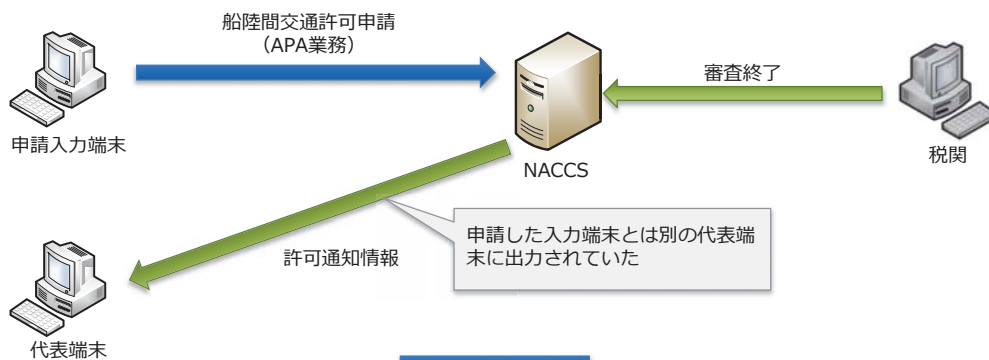 船陸間交通許可申請
（APA業務）
審査終了
申請入力端末
NACCS
税関
申請した入力端末とは別の代表端
末に出力されていた
許可通知情報
代表端末